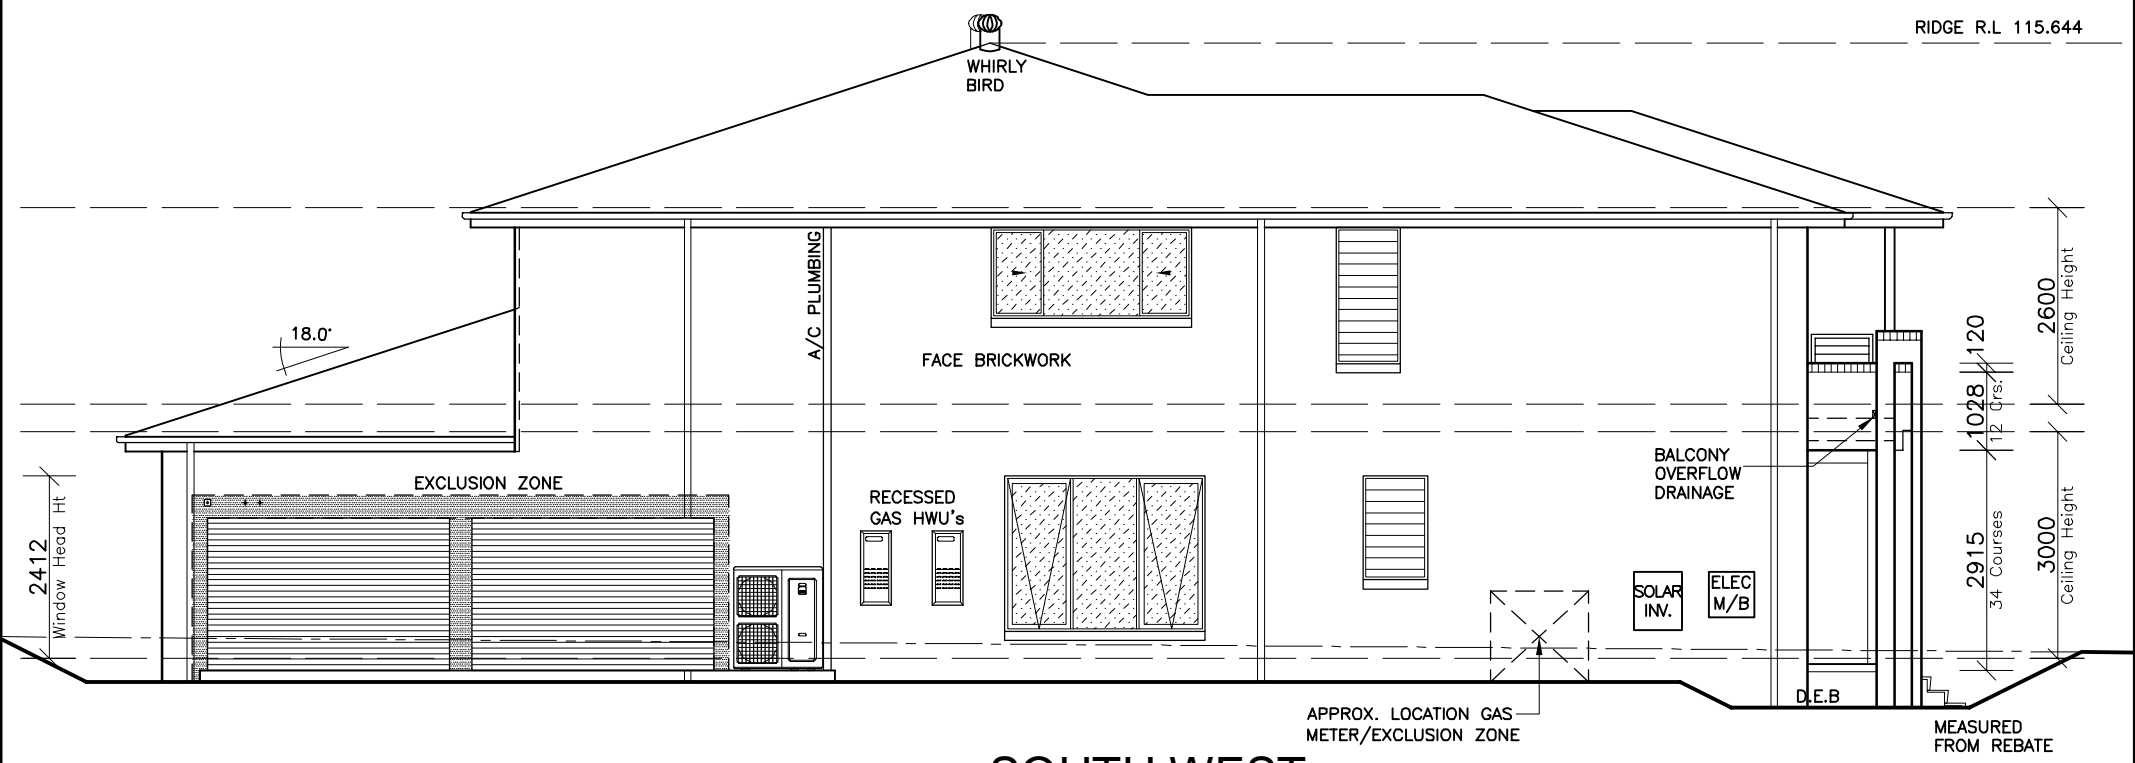 RIDGE R.L 115.644
WHIRLY
BIRD
18.0°
A/C PLUMBING
FACE BRICKWORK
2600
Ceiling Height
120
1028
12 Crs.
BALCONY
OVERFLOW
DRAINAGE
EXCLUSION ZONE
RECESSED
GAS HWU's
2412
Window Head Ht
2915
34 Courses
3000
Ceiling Height
SOLAR
INV.
ELEC
M/B
D.E.B
APPROX. LOCATION GAS
METER/EXCLUSION ZONE
MEASURED
FROM REBATE
SOUTH WEST